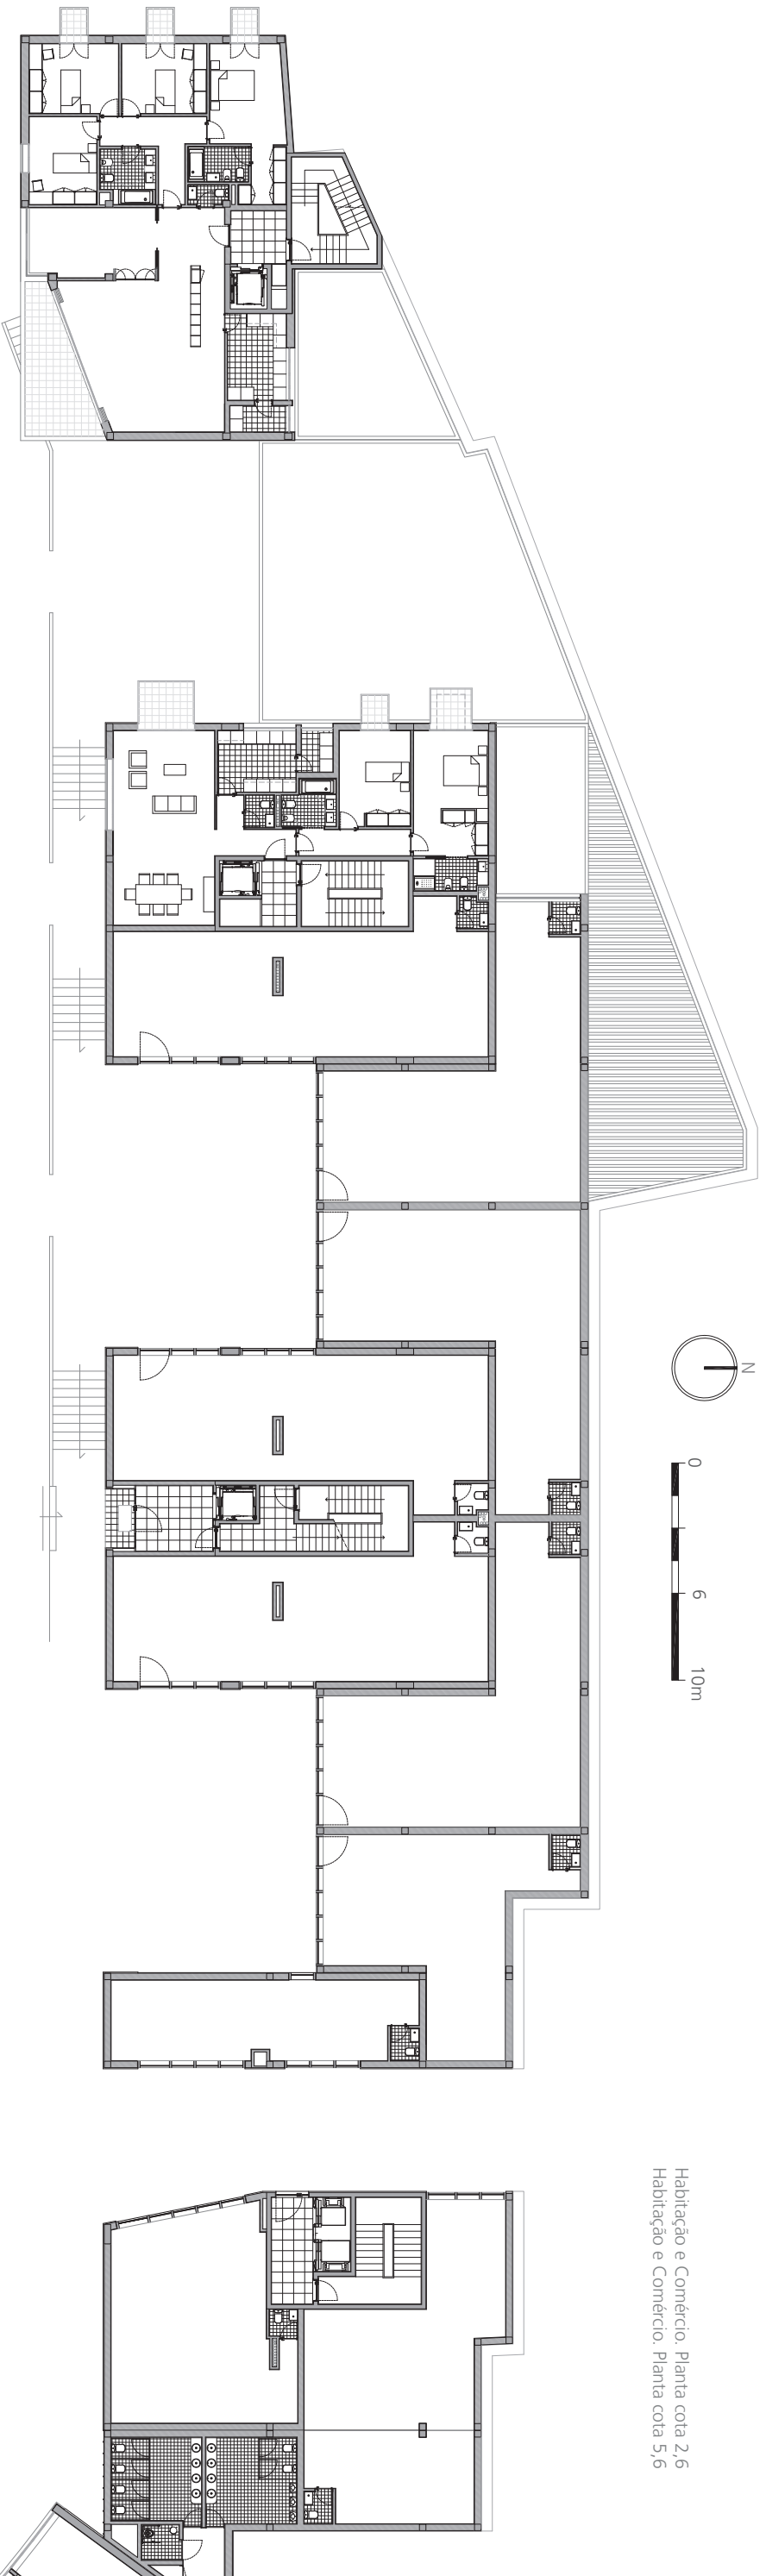 N
0
6
10m
Habitação e Comércio. Planta cota 2,6
Habitação e Comércio. Planta cota 5,6